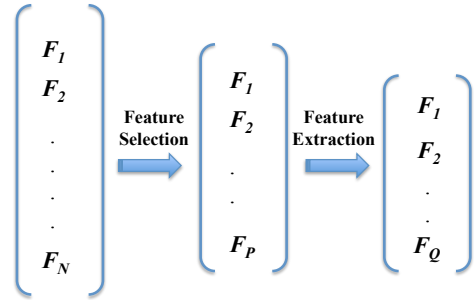 F1
F2
.
.
.
.
FN
Feature
Selection
F1
F2
.
.
FP
Feature
Extraction
F1
F2
.
.
FQ